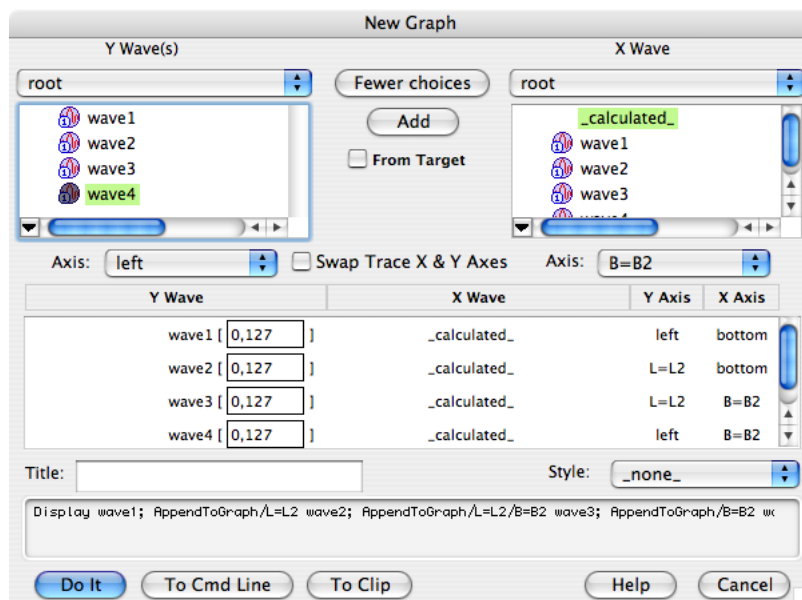 New Graph
Y Wave(s)
X Wave
root
Fewer choices
root
wave1
wave2
wave3
wave4
Add
From Target
_calculated_
wave1
wave2
wave3
Axis: left
Swap Trace X & Y Axes
Axis: B=B2
Y Wave X Wave Y Axis X Axis
wave1 [ 0,127 ] _calculated_ left bottom
wave2 [ 0,127 ] _calculated_ L=L2 bottom
wave3 [ 0,127 ] _calculated_ L=L2 B=B2
wave4 [ 0,127 ] _calculated_ left B=B2
Title:
Style: _none_
Display wave1; AppendToGraph/L=L2 wave2; AppendToGraph/L=L2/B=B2 wave3; AppendToGraph/B=B2
Do It
To Cmd Line
To Clip
Help
Cancel